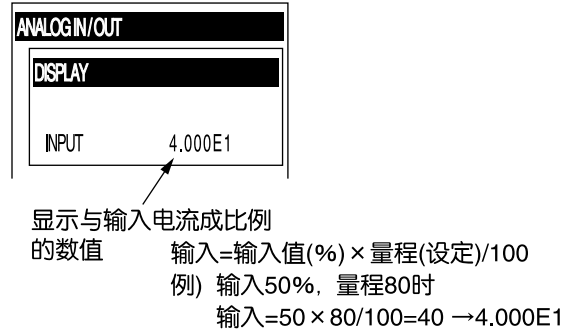 ANALOG IN/OUT
DISPLAY
INPUT 4.000E1
显示与输入电流成比例
的数值
输入=输入值(%)×量程(设定)/100
例) 输入50%, 量程80时
输入=50×80/100=40 →4.000E1